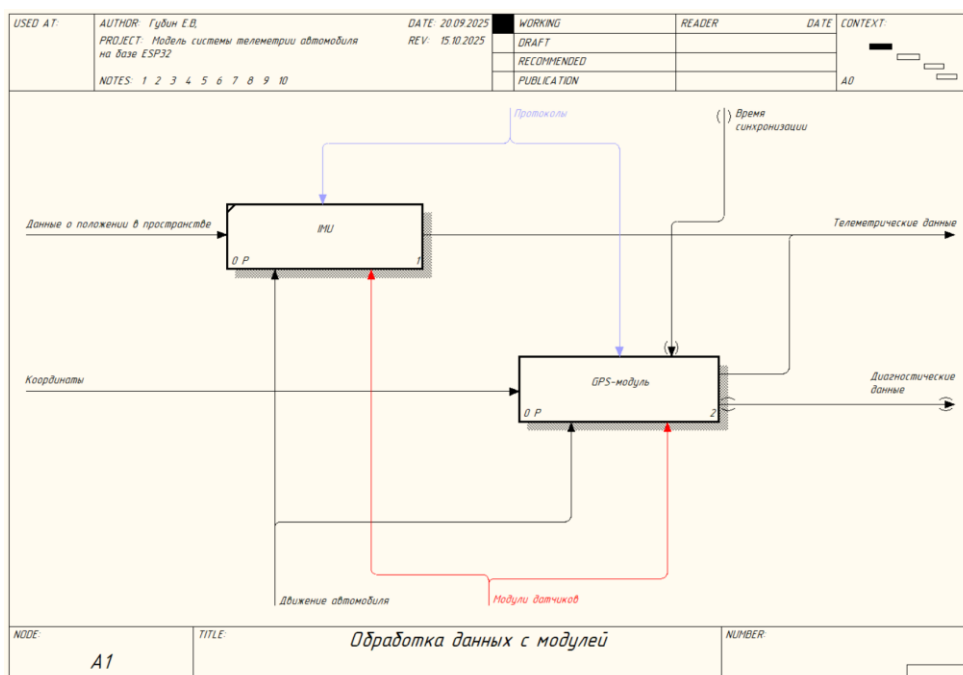 USED AT:
AUTHOR: Губин Е.В,
DATE: 20.09.2025
WORKING
READER
DATE
CONTEXT:
PROJECT: Модель системы телеметрии автомобиля
REV: 15.10.2025
DRAFT
на базе ESP32
RECOMMENDED
NOTES: 1 2 3 4 5 6 7 8 9 10
PUBLICATION
A0
Протоколы
Время
синхронизации
Данные о положении в пространстве
IMU
0 P
1
Телеметрические данные
Координаты
GPS-модуль
0 P
2
Диагностические
данные
Движение автомобиля
Модули датчиков
NODE:
TITLE:
Обработка данных с модулей
NUMBER:
A1